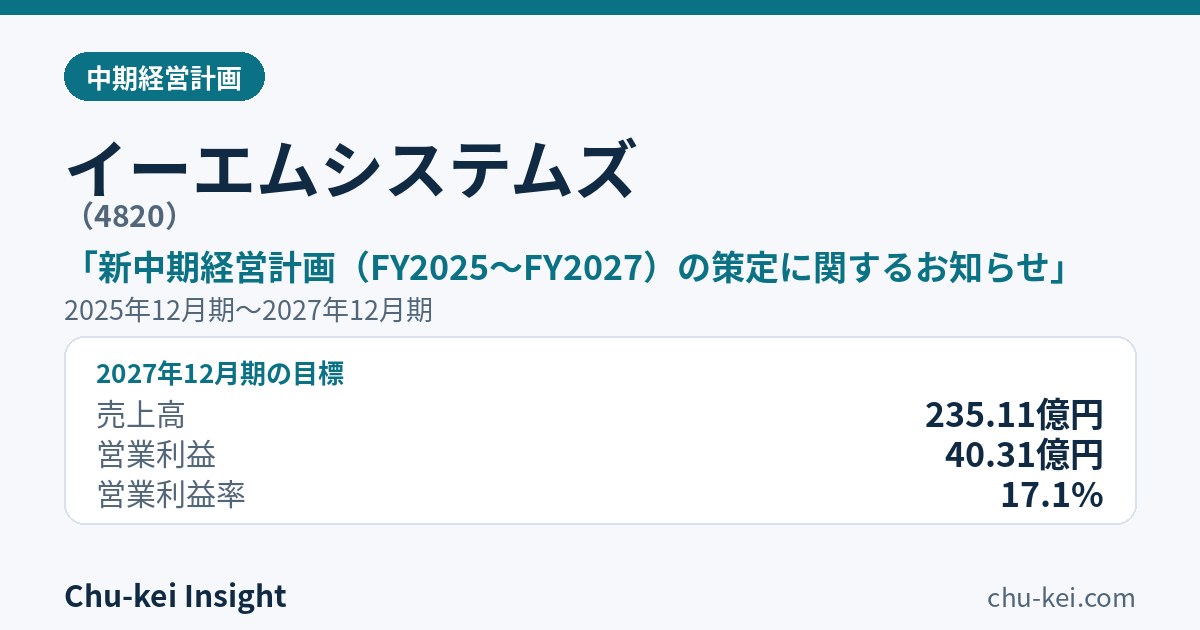 中期経営計画
イーエムシステムズ
（4820）
「新中期経営計画（FY2025～FY2027）の策定に関するお知らせ」
2025年12月期～2027年12月期
2027年12月期の目標
売上高 235.11億円
営業利益 40.31億円
営業利益率 17.1%
Chu-kei Insight chu-kei.com